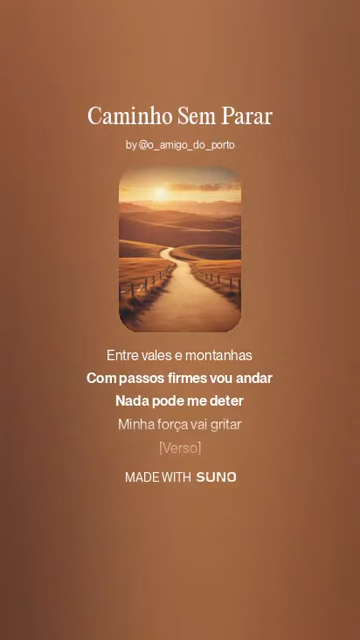 Caminho Sem Parar
by @o_amigo_do_porto
Entre vales e montanhas
Com passos firmes vou andar
Nada pode me deter
Minha força vai gritar
[Verso]
MADE WITH SUNO